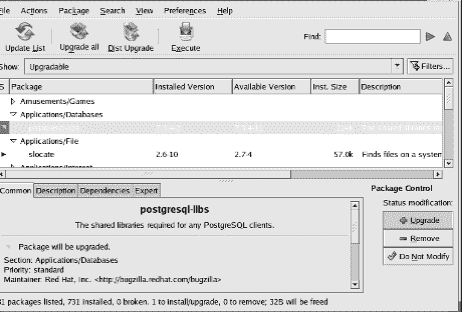 File Actions Package Search View Preferences Help
Update List Upgrade all Dist Upgrade Execute
Find:
Show: Upgradable Filters...
S Package Installed Version Available Version Inst. Size Description
Amusements/Games
Applications/Databases
Applications/File
slocate 2.6-10 2.7-4 57.0k Finds files on a system
Common Description Dependencies Expert
Package Control
postgresql-libs
Status modification:
The shared libraries required for any PostgreSQL clients.
Upgrade
Package will be upgraded.
Remove
Section: Applications/Databases
Priority: standard
Do Not Modify
Maintainer: Red Hat, Inc. <http://bugzilla.redhat.com/bugzilla>
31 packages listed, 731 installed, 0 broken. 1 to install/upgrade, 0 to remove; 32B will be freed